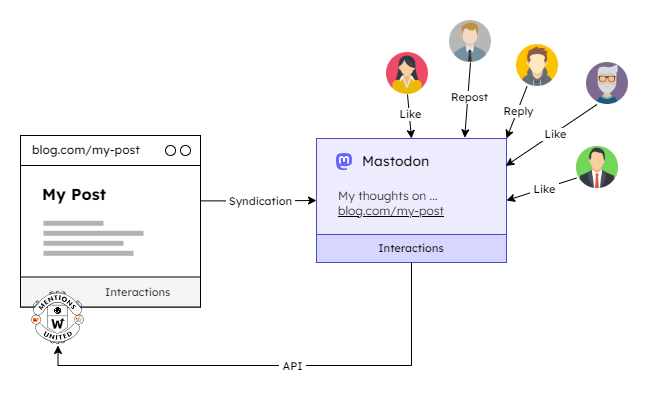 blog.com/my-post
My Post
Interactions
MENTIONS
W
UNITED
Syndication
Mastodon
My thoughts on ...
blog.com/my-post
Interactions
Like
Repost
Reply
Like
Like
API